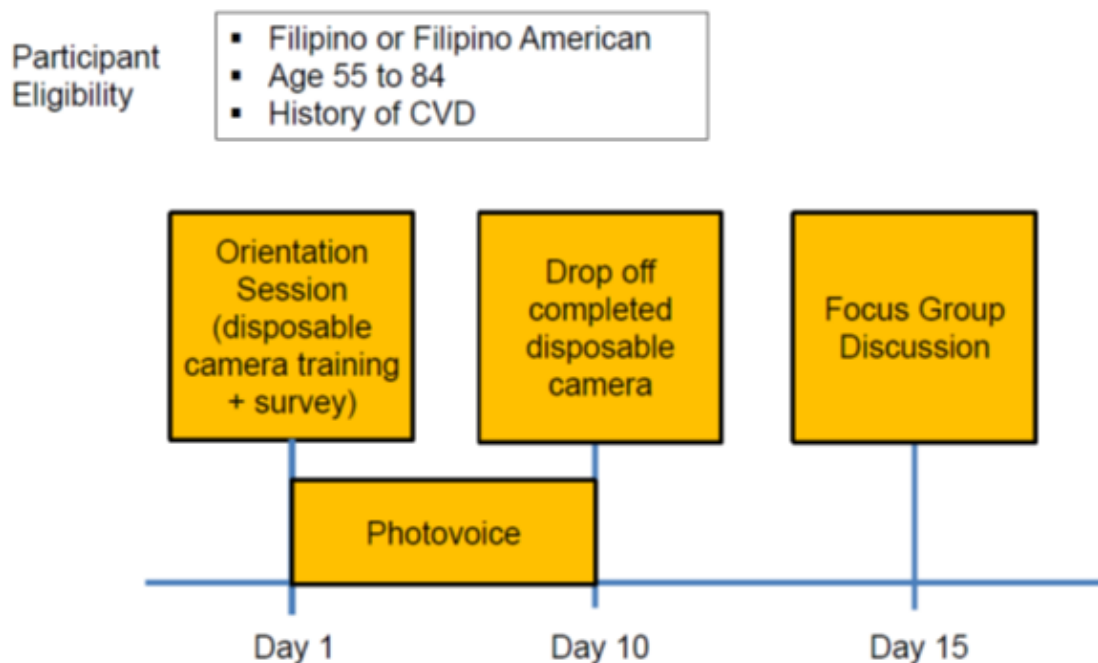 Participant
Eligibility
▪ Filipino or Filipino American
▪ Age 55 to 84
▪ History of CVD
Orientation
Session
(disposable
camera training
+ survey)
Drop off
completed
disposable
camera
Focus Group
Discussion
Photovoice
Day 1
Day 10
Day 15